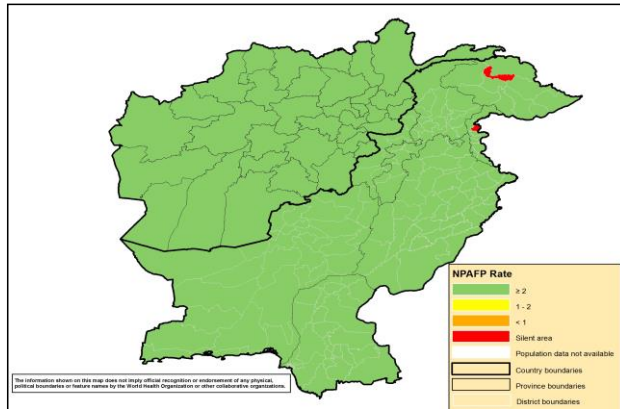 NPAFP Rate
≥ 2
1 - 2
< 1
Silent area
Population data not available
Country boundaries
Province boundaries
District boundaries
The information shown on this map does not imply official recognition or endorsement of any physical,
political boundaries or feature names by the World Health Organization or other collaborative organizations.